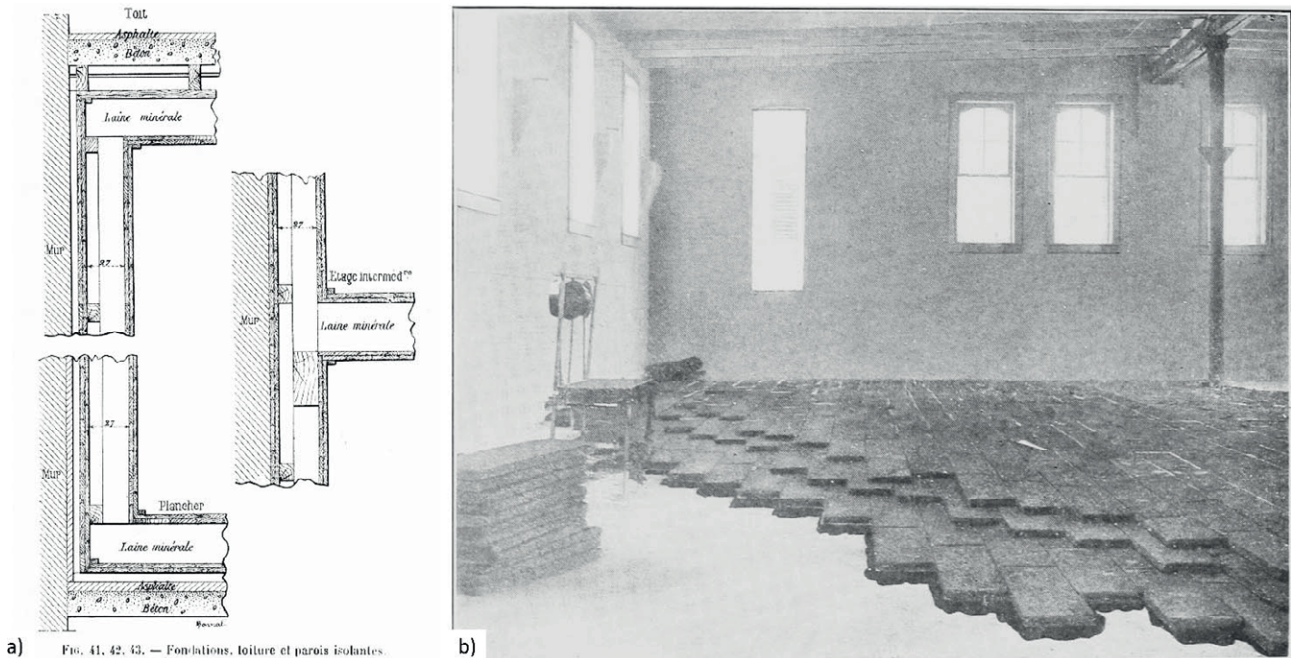 Toit
Asphalte
Béton
Laine minérale
Mur
27
27
Etage interméd.re
Mur
Laine minérale
27
Mur
Plancher
Laine minérale
Asphalte
Béton
a)
FIG. 41, 42, 43. — Fondations, toiture et parois isolantes.
b)